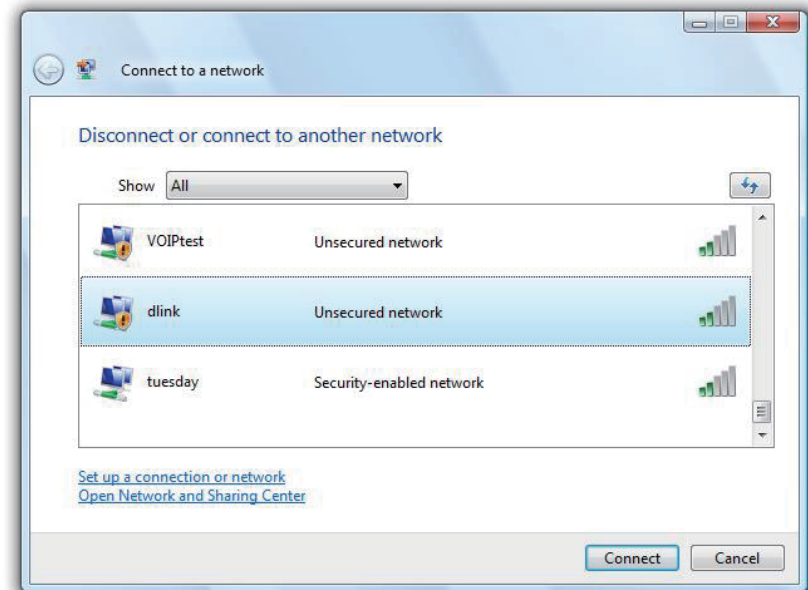 Connect to a network
Disconnect or connect to another network
Show All
VOIPtest Unsecured network
dlink Unsecured network
tuesday Security-enabled network
Set up a connection or network
Open Network and Sharing Center
Connect Cancel